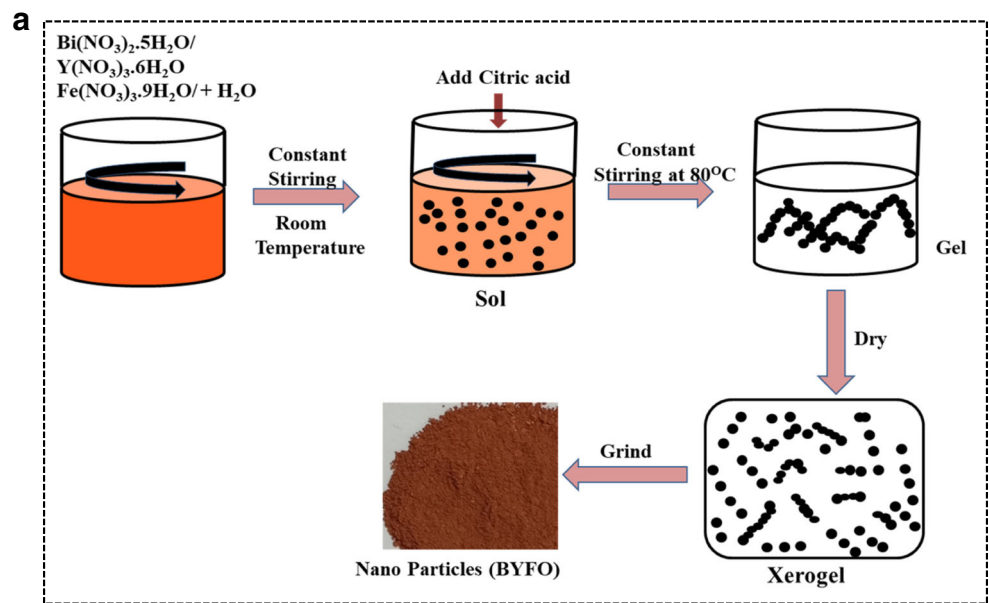 a
Bi(NO₃)₂.5H₂O/
Y(NO₃)₃.6H₂O
Fe(NO₃)₃.9H₂O/ + H₂O
Constant
Stirring
Room
Temperature
Add Citric acid
Sol
Constant
Stirring at 80⁰C
Gel
Dry
Xerogel
Grind
Nano Particles (BYFO)